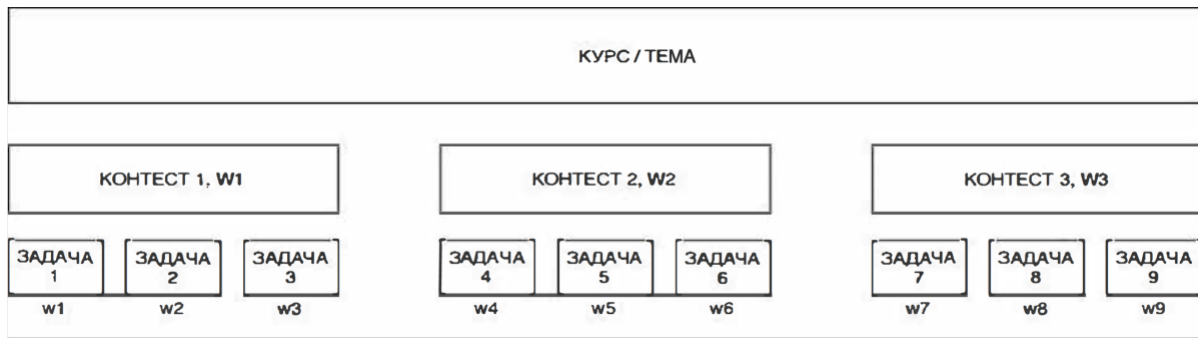 КУРС / ТЕМА
КОНТЕСТ 1, W1
КОНТЕСТ 2, W2
КОНТЕСТ 3, W3
ЗАДАЧА
1
ЗАДАЧА
2
ЗАДАЧА
3
ЗАДАЧА
4
ЗАДАЧА
5
ЗАДАЧА
6
ЗАДАЧА
7
ЗАДАЧА
8
ЗАДАЧА
9
w1
w2
w3
w4
w5
w6
w7
w8
w9